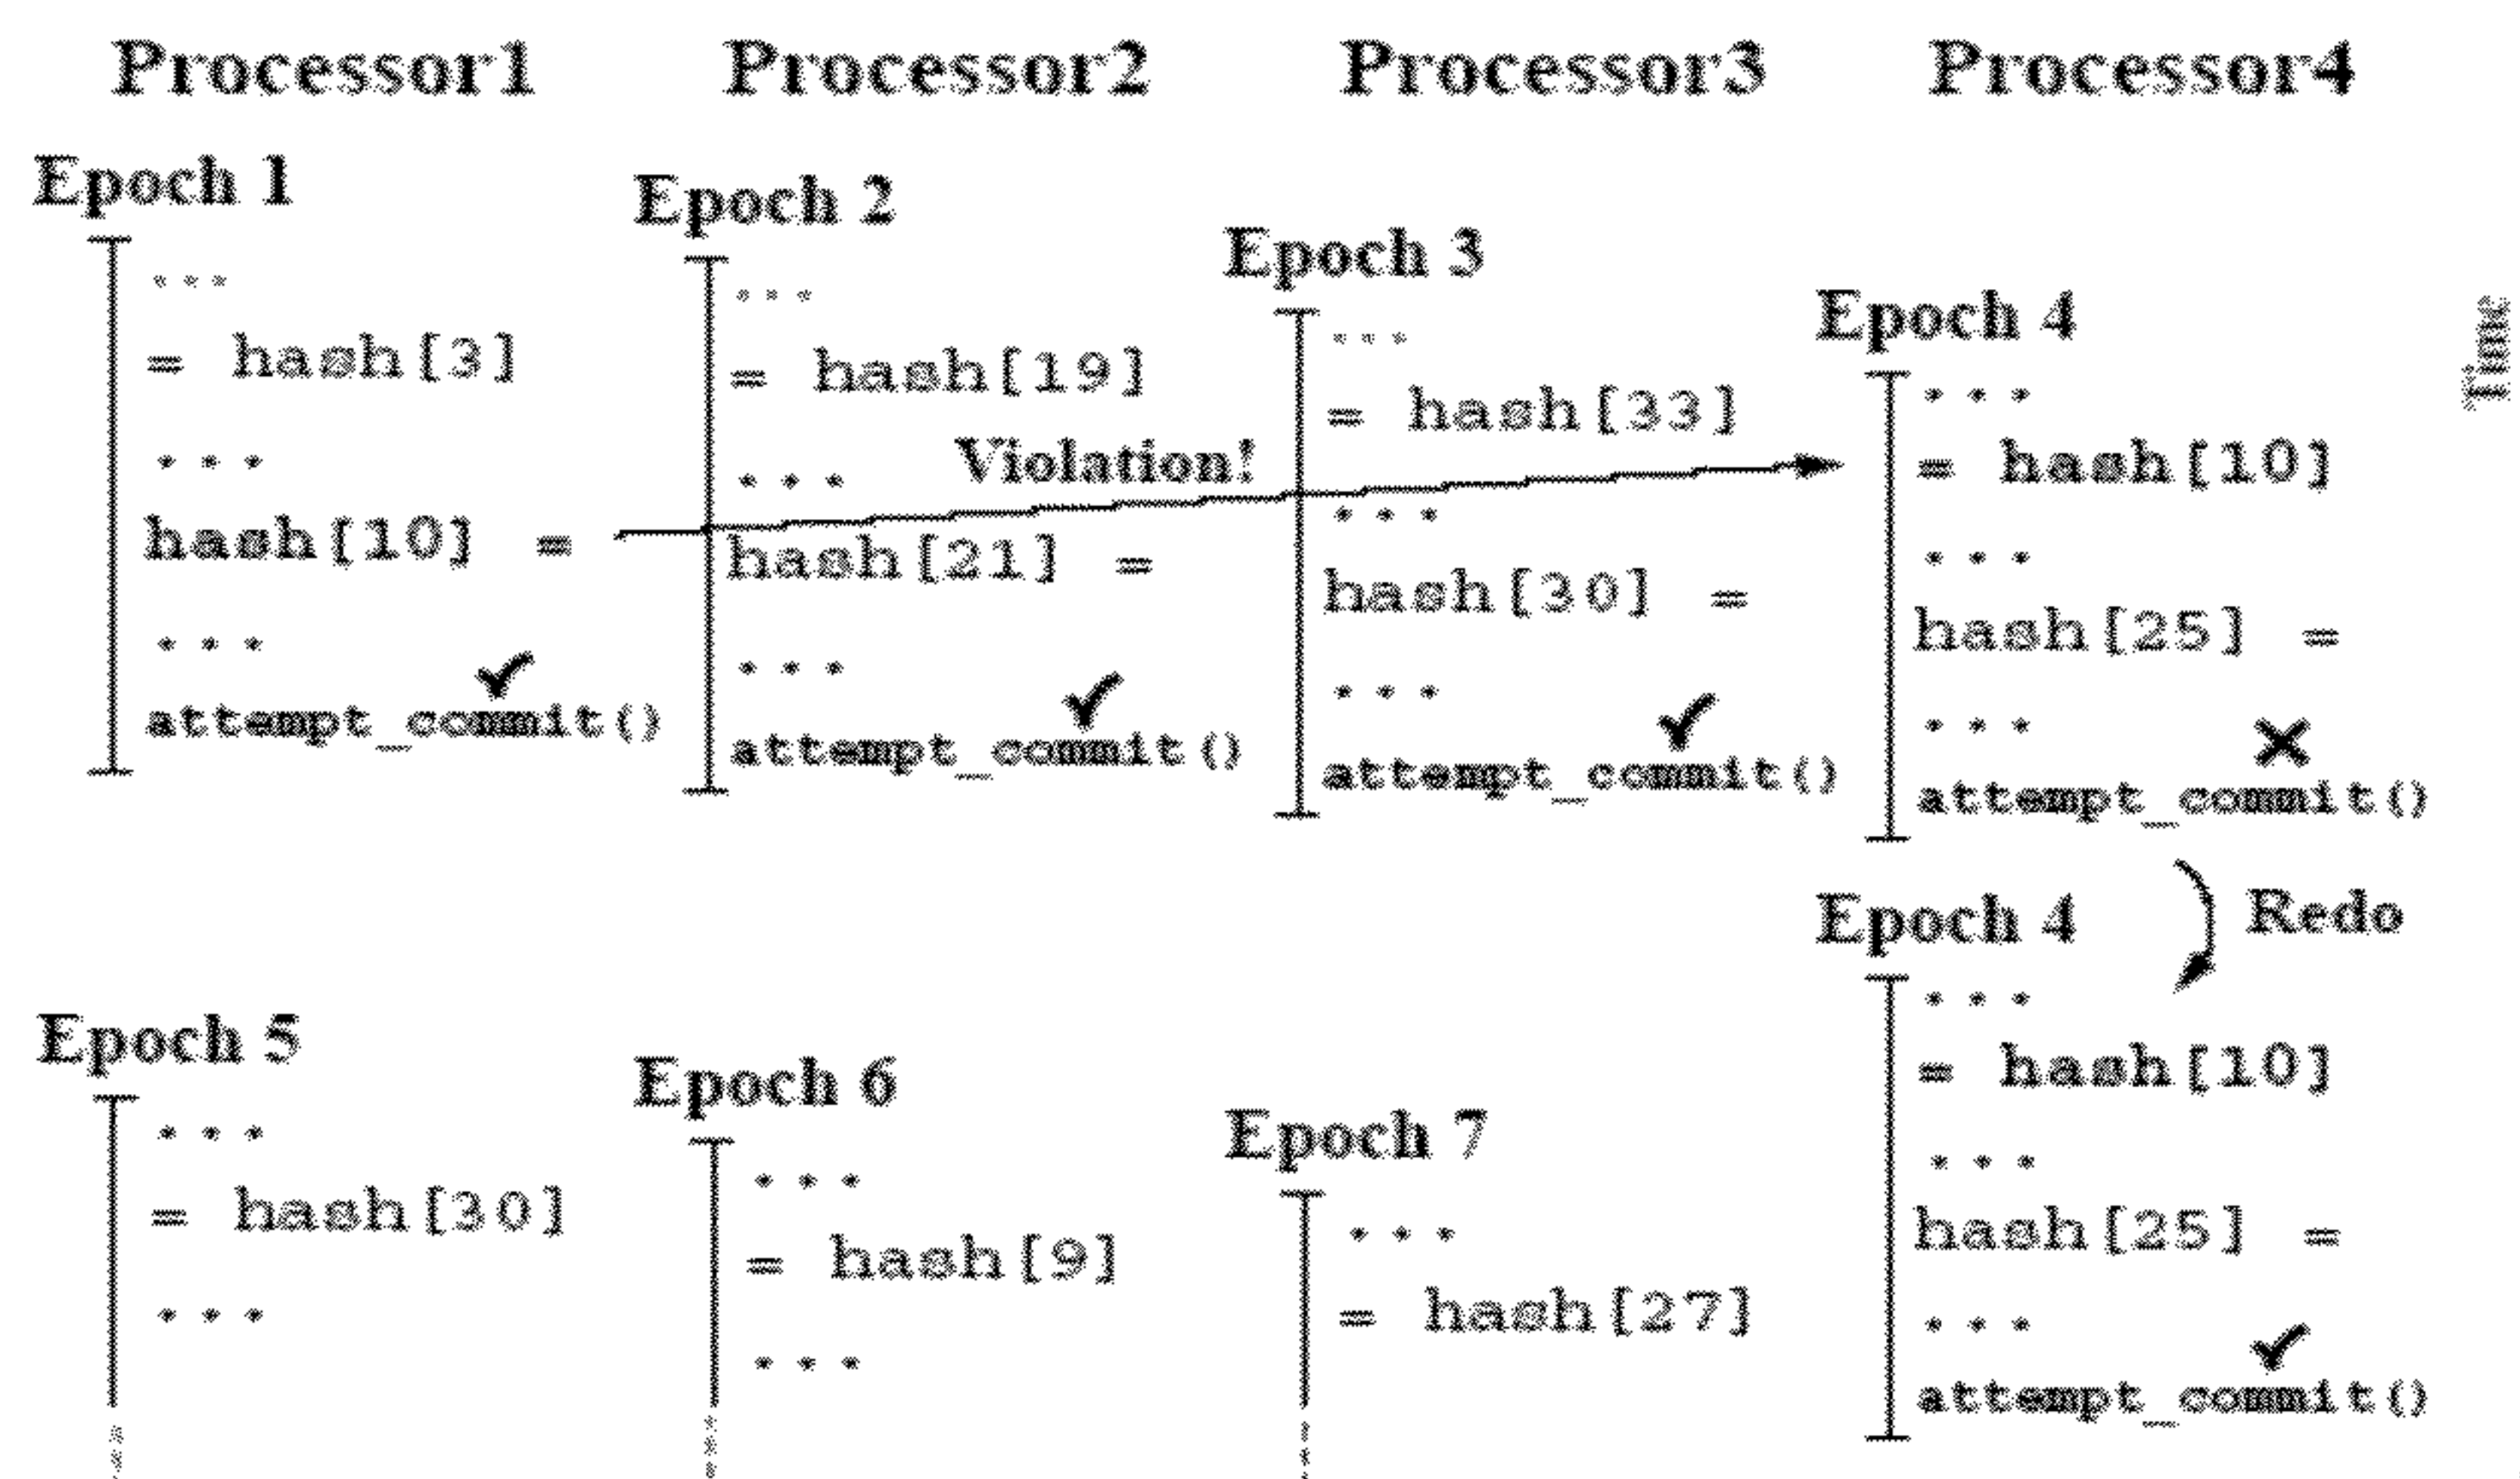 Processor1 Processor2 Processor3 Processor4
Epoch 1
...
= hash[3]
...
hash[10] =
...
✓
attempt_commit()
Epoch 2
...
= hash[19]
...
hash[21] =
...
✓
attempt_commit()
Violation!
Epoch 3
...
= hash[33]
...
hash[30] =
...
✓
attempt_commit()
Epoch 4
...
= hash[10]
...
hash[25] =
...
✕
attempt_commit()
Time
Redo
Epoch 5
...
= hash[30]
...
Epoch 6
...
= hash[9]
...
Epoch 7
...
= hash[27]
Epoch 4
...
= hash[10]
...
hash[25] =
...
✓
attempt_commit()